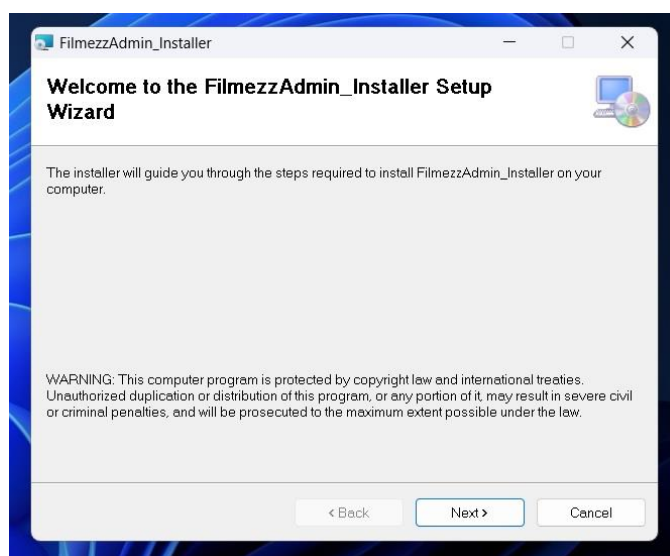 FilmezzAdmin_Installer
Welcome to the FilmezzAdmin_Installer Setup
Wizard
The installer will guide you through the steps required to install FilmezzAdmin_Installer on your
computer.
WARNING: This computer program is protected by copyright law and international treaties.
Unauthorized duplication or distribution of this program, or any portion of it, may result in severe civil
or criminal penalties, and will be prosecuted to the maximum extent possible under the law.
< Back Next > Cancel